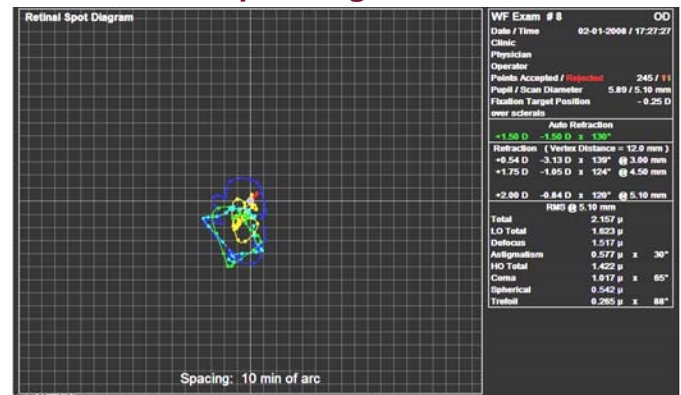 Retinal Spot Diagram
Spacing: 10 min of arc
WF Exam # 8 OD
Date / Time 02-01-2008 / 17:27:27
Clinic
Physician
Operator
Points Accepted / Rejected 245 / 11
Pupil / Scan Diameter 5.89 / 5.10 mm
Fixation Target Position - 0.25 D
over sclerals
Auto Refraction
+1.50 D -1.50 D x 130°
Refraction ( Vertex Distance = 12.0 mm )
+0.54 D -3.13 D x 139° @ 3.00 mm
+1.75 D -1.05 D x 124° @ 4.50 mm
+2.00 D -0.84 D x 120° @ 5.10 mm
RMS @ 5.10 mm
Total 2.157 µ
LO Total 1.623 µ
Defocus 1.517 µ
Astigmatism 0.577 µ x 30°
HO Total 1.422 µ
Coma 1.017 µ x 65°
Spherical 0.542 µ
Trefoil 0.265 µ x 88°